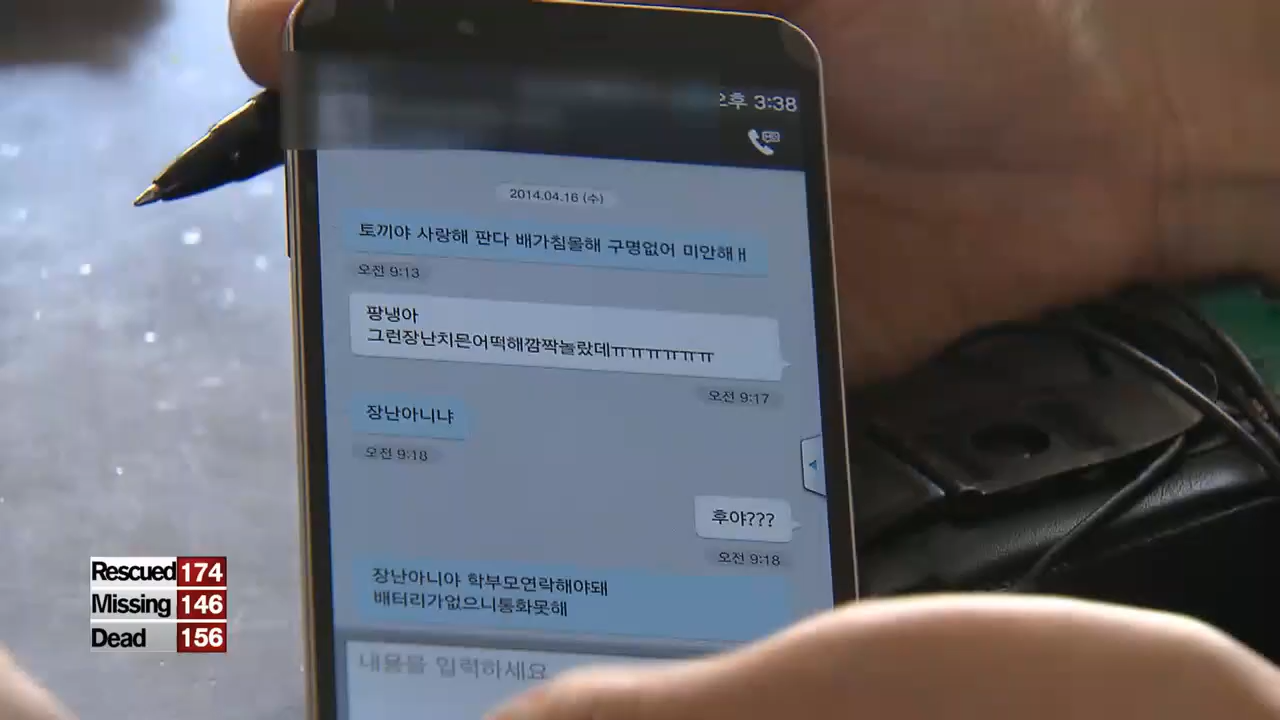 오후 3:38
2014.04.16 (수)
토끼야 사랑해 판다 배가침몰해 구명없어 미안해ㅐ
오전 9:13
팡냉아
그런장난치믄어떡해깜짝놀랐데ㅠㅠㅠㅠㅠㅠ
오전 9:17
장난아니냐
오전 9:18
후야???
오전 9:18
장난아니야 학부모연락해야돼
배터리가없으니통화못해
내용을 입력하세요
Rescued 174
Missing 146
Dead 156